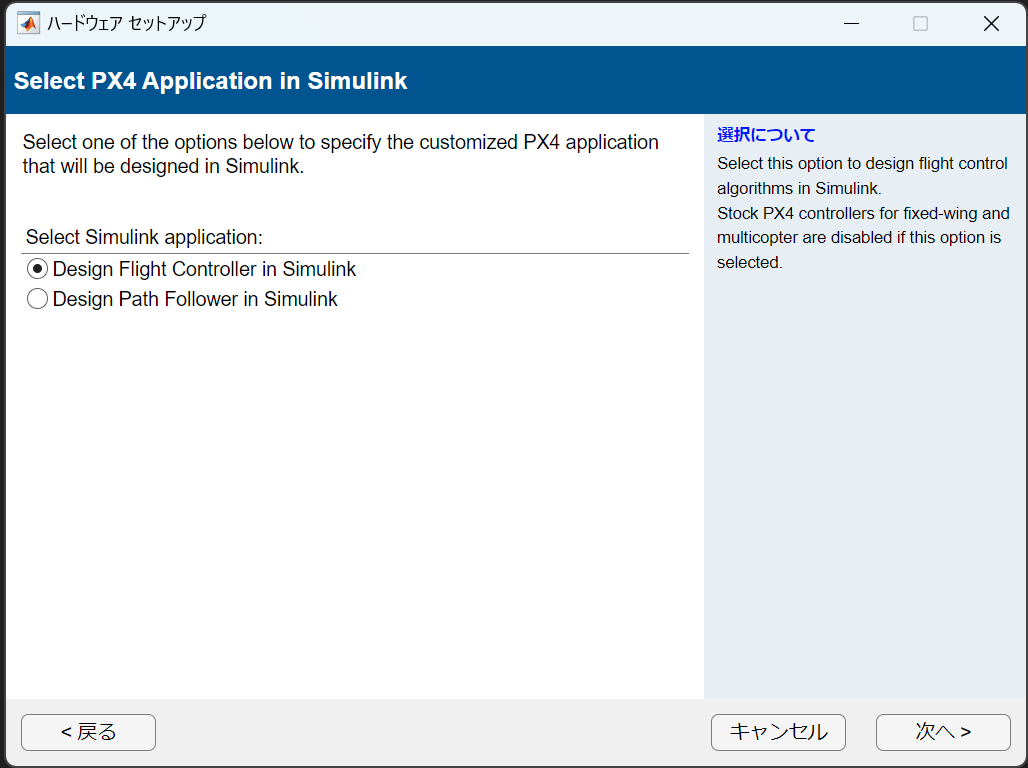 ハードウェア セットアップ
Select PX4 Application in Simulink
Select one of the options below to specify the customized PX4 application
that will be designed in Simulink.
Select Simulink application:
Design Flight Controller in Simulink
Design Path Follower in Simulink
選択について
Select this option to design flight control
algorithms in Simulink.
Stock PX4 controllers for fixed-wing and
multicopter are disabled if this option is
selected.
< 戻る
キャンセル
次へ >